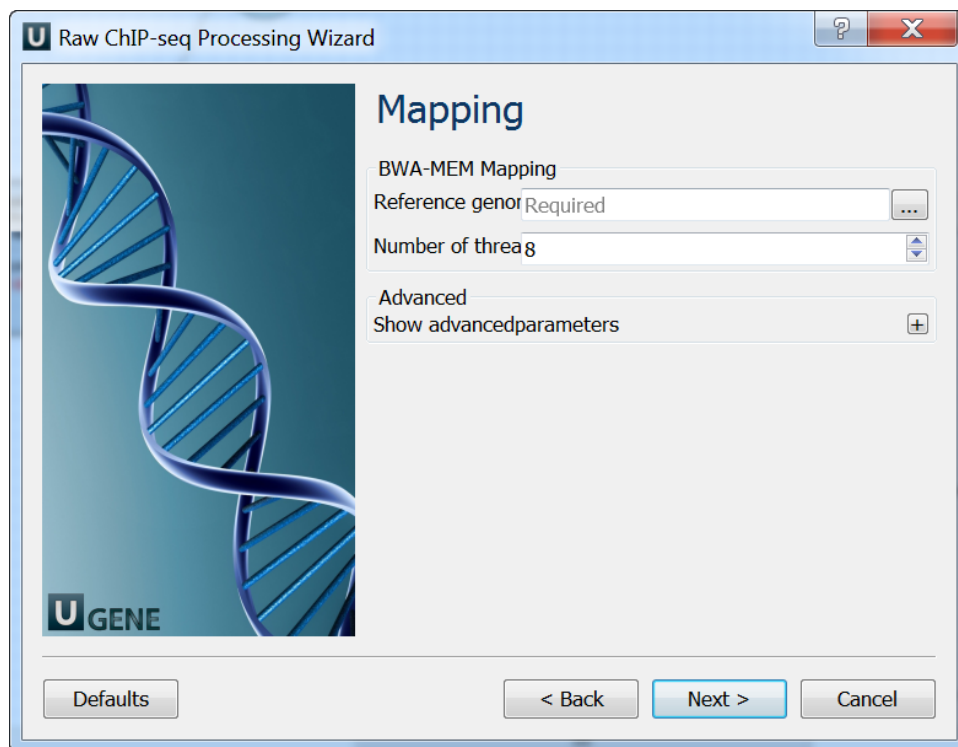 U Raw ChIP-seq Processing Wizard
Mapping
BWA-MEM Mapping
Reference genor Required ...
Number of threa 8
Advanced
Show advancedparameters +
U GENE
Defaults < Back Next > Cancel